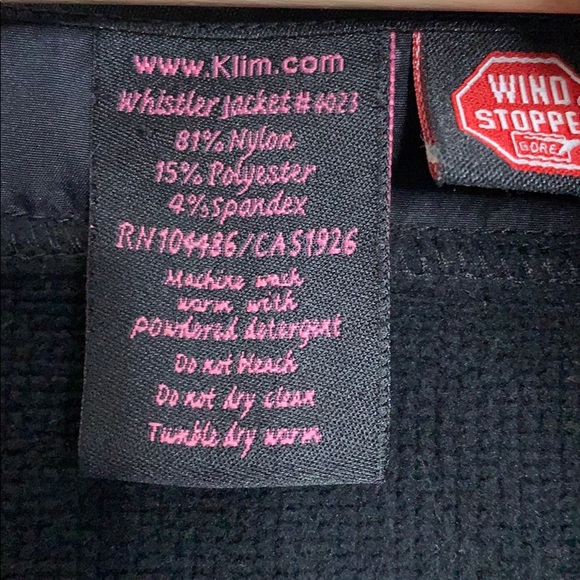 www.Klim.com
Whistler Jacket # 4023
81% Nylon
15% Polyester
4% Spandex
RN104486/CA51926
Machine wash
warm with
powdered detergent
Do not bleach
Do not dry clean
Tumble dry warm
WIND
STOPPE
GORE